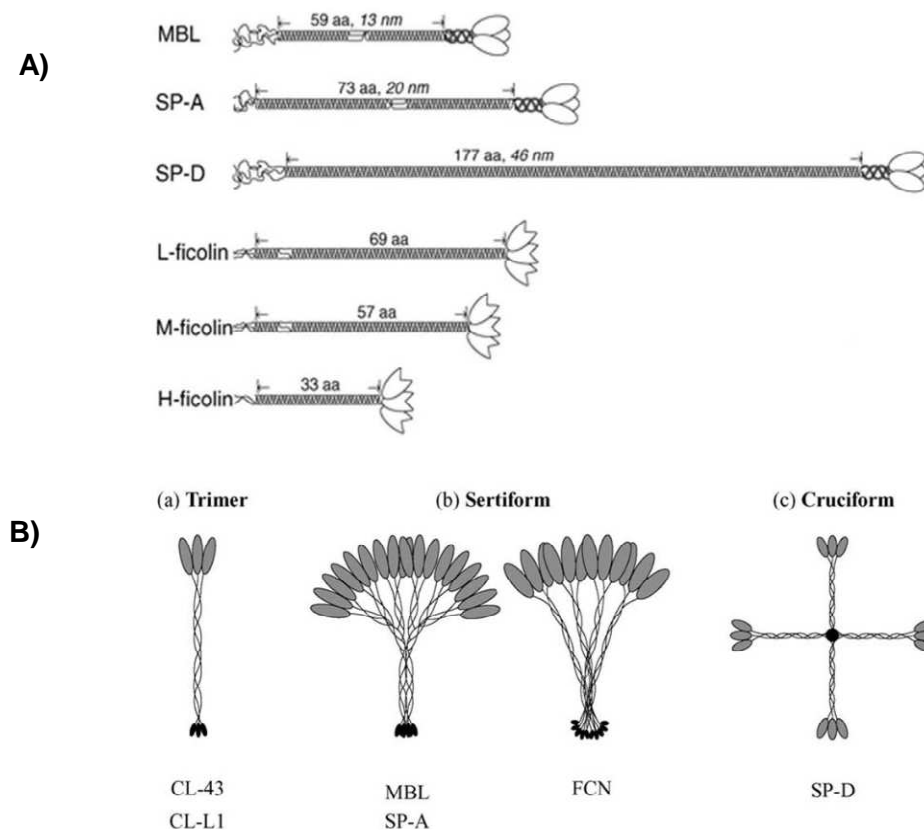 A)
MBL
59 aa, 13 nm
SP-A
73 aa, 20 nm
SP-D
177 aa, 46 nm
L-ficolin
69 aa
M-ficolin
57 aa
H-ficolin
33 aa
B)
(a) Trimer (b) Sertiform (c) Cruciform
CL-43 MBL FCN SP-D
CL-L1 SP-A